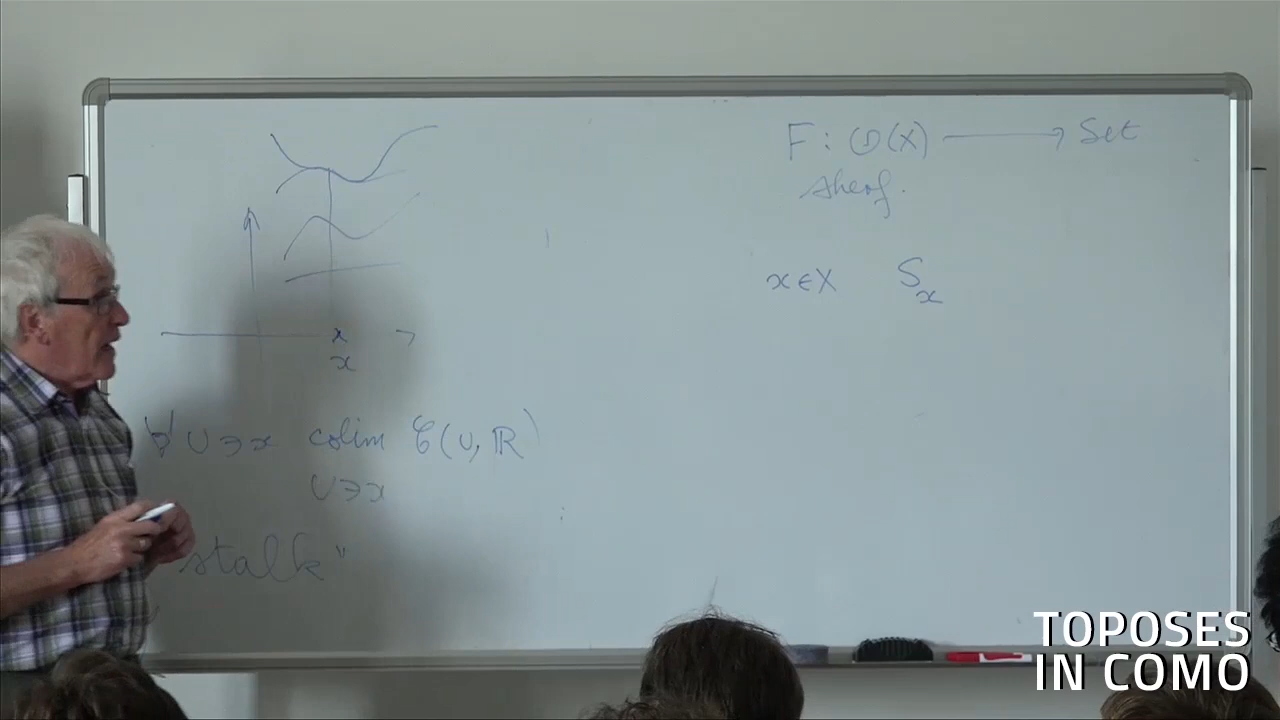 x
∀ U ∋ x colim 𝒞(U, ℝ)
U ∋ x
stalk"
F : 𝒪(X) ⟶ Set
sheaf.
x ∈ X S_x
TOPOSES
IN COMO